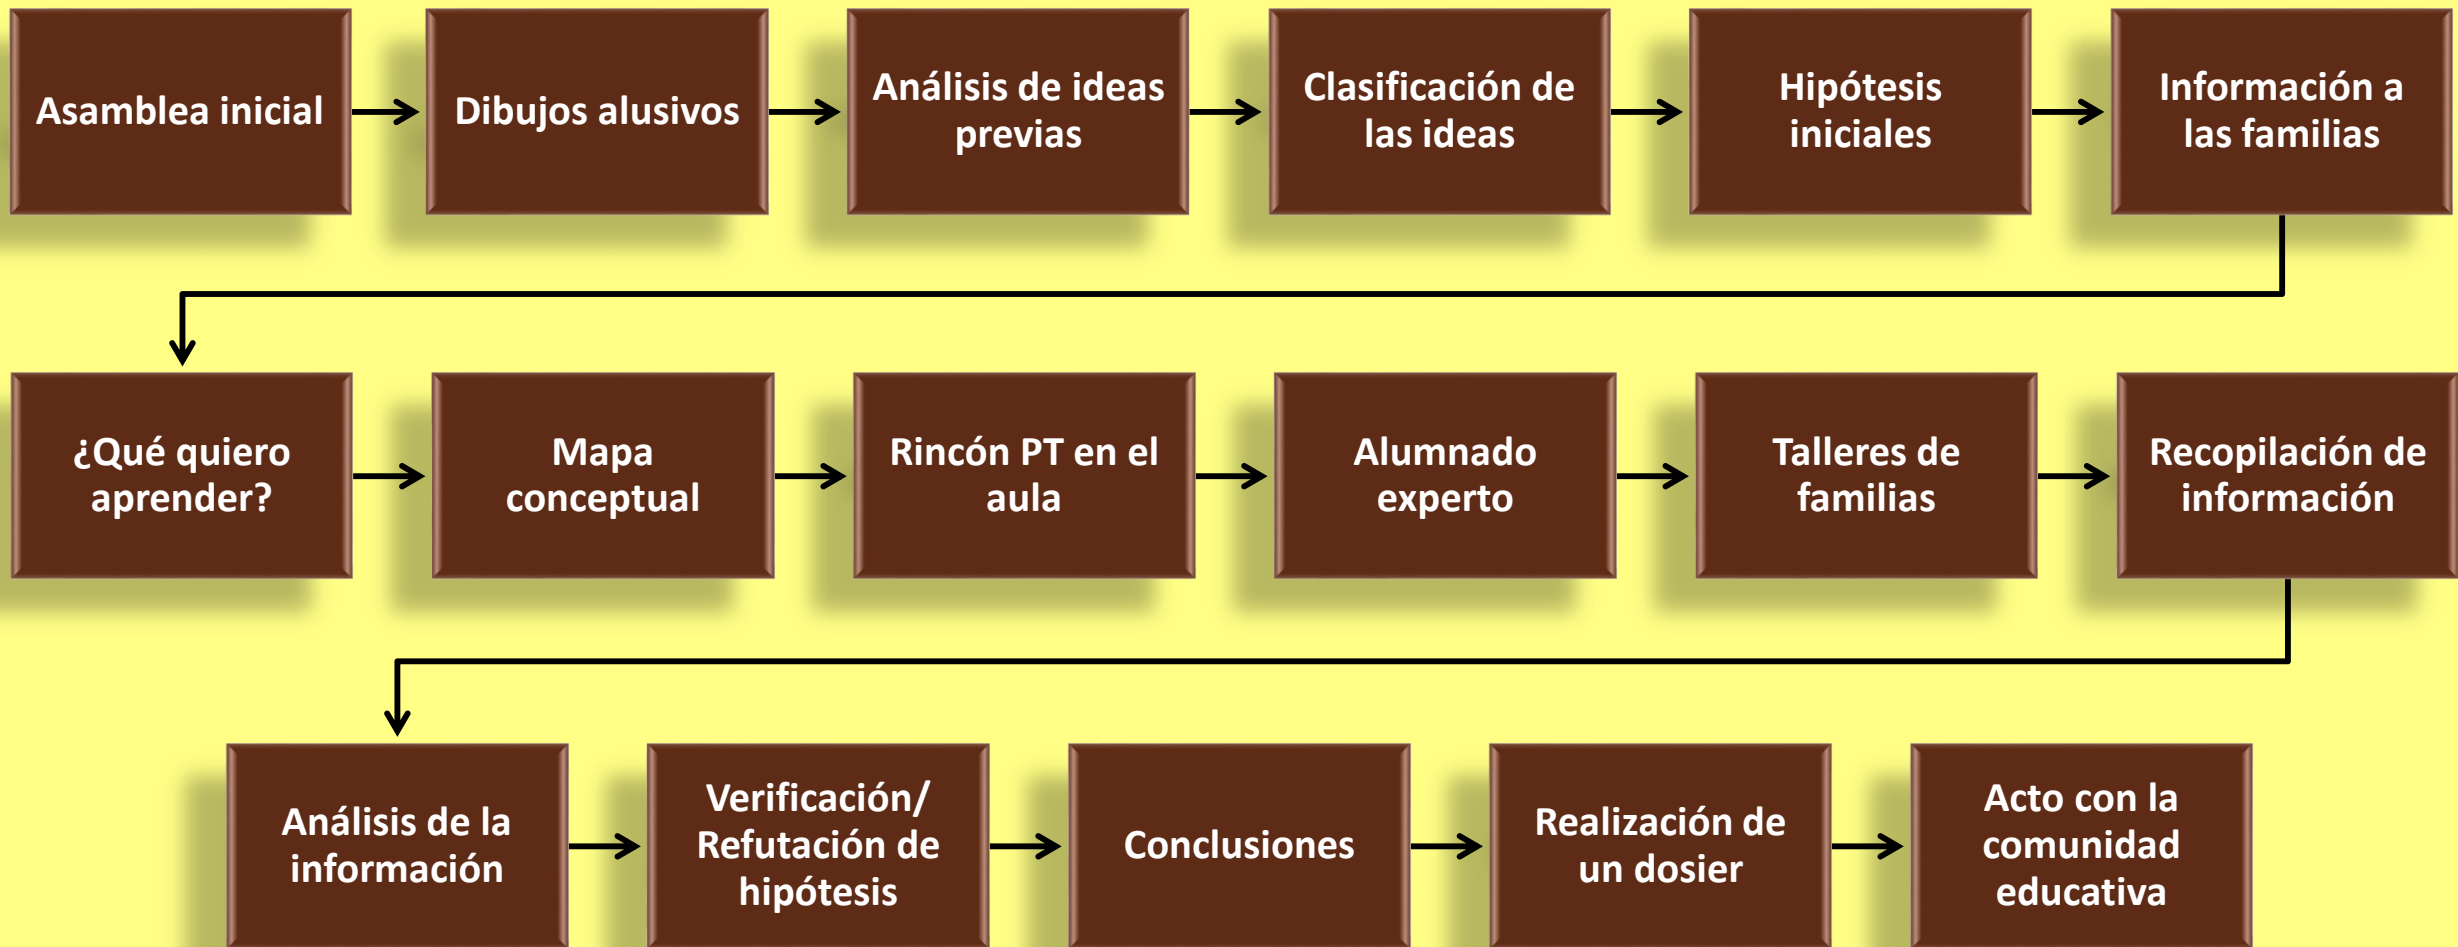 Asamblea inicial
Dibujos alusivos
Análisis de ideas
previas
Clasificación de
las ideas
Hipótesis
iniciales
Información a
las familias
¿Qué quiero
aprender?
Mapa
conceptual
Rincón PT en el
aula
Alumnado
experto
Talleres de
familias
Recopilación de
información
Análisis de la
información
Verificación/
Refutación de
hipótesis
Conclusiones
Realización de
un dosier
Acto con la
comunidad
educativa